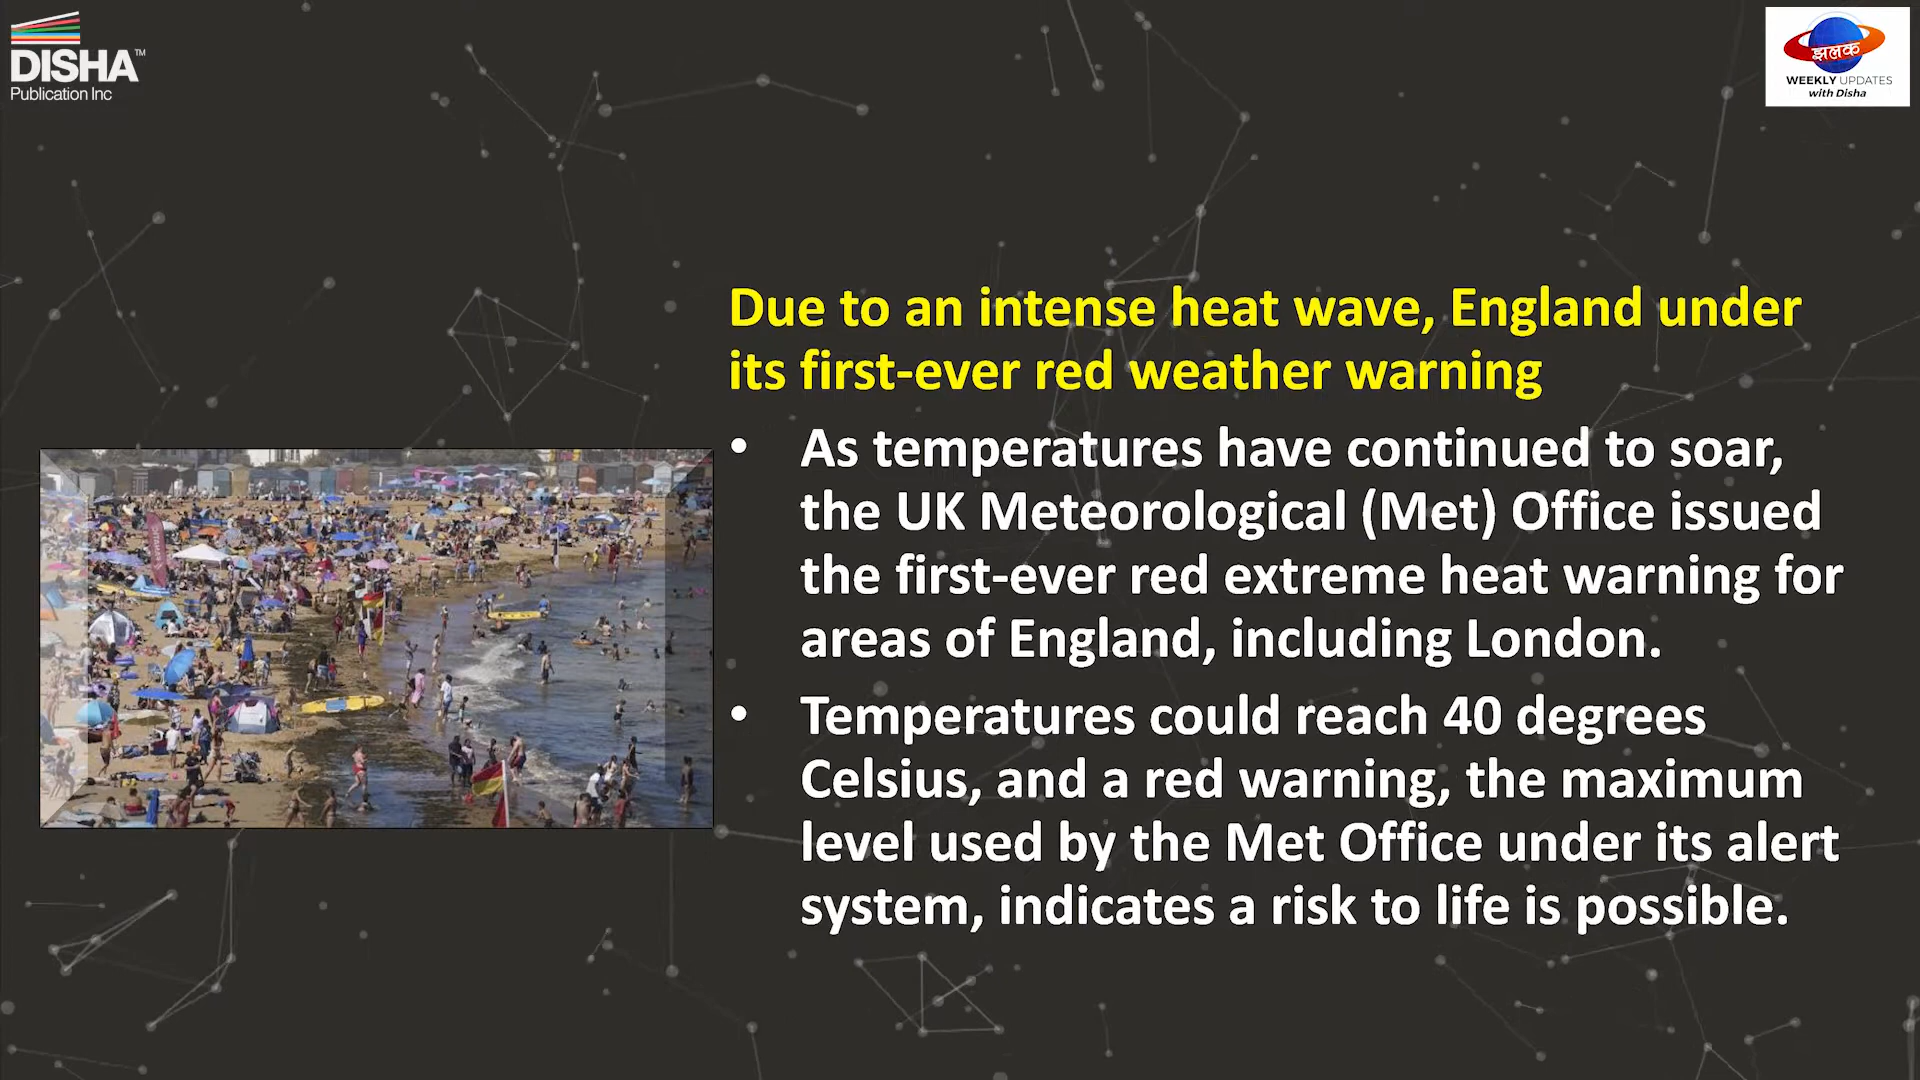 DISHA™
Publication Inc
झलक
WEEKLY UPDATES
with Disha
Due to an intense heat wave, England under
its first-ever red weather warning
• As temperatures have continued to soar,
the UK Meteorological (Met) Office issued
the first-ever red extreme heat warning for
areas of England, including London.
• Temperatures could reach 40 degrees
Celsius, and a red warning, the maximum
level used by the Met Office under its alert
system, indicates a risk to life is possible.